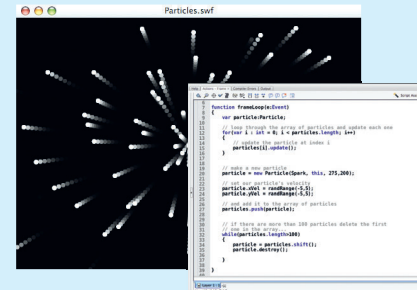 Particles.swf
function frameLoop(e:Event)
{
var particle:Particle;
// loop through the array of particles and update each one
for(var i : int = 0; i < particles.length; i++)
{
// update the particle at index i
particles[i].update();
}
// make a new particle
particle = new Particle(Spark, this, 275,200);
// set our particle's velocity
particle.xVel = randRange(-5,5);
particle.yVel = randRange(-5,5);
// and add it to the array of particles
particles.push(particle);
// if there are more than 100 particles delete the first
// one in the array...
while(particles.length>100)
{
particle = particles.shift();
particle.destroy();
}
}